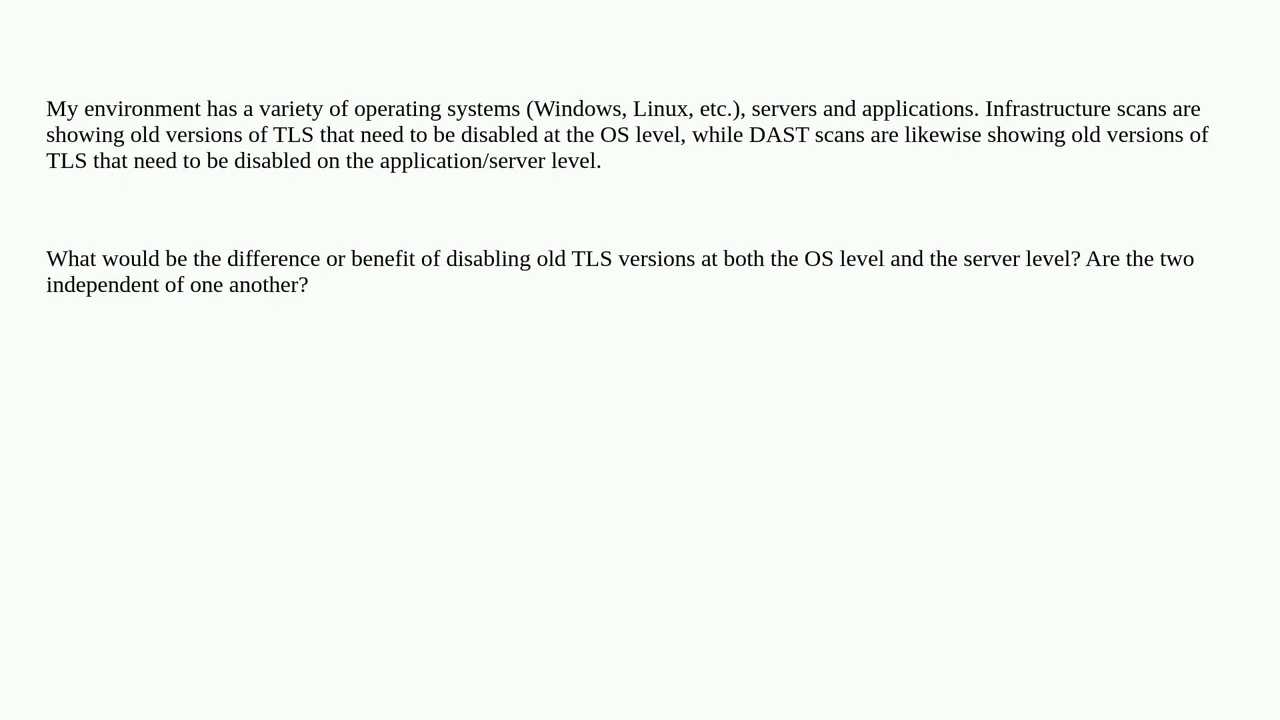 My environment has a variety of operating systems (Windows, Linux, etc.), servers and applications. Infrastructure scans are
showing old versions of TLS that need to be disabled at the OS level, while DAST scans are likewise showing old versions of
TLS that need to be disabled on the application/server level.
What would be the difference or benefit of disabling old TLS versions at both the OS level and the server level? Are the two
independent of one another?